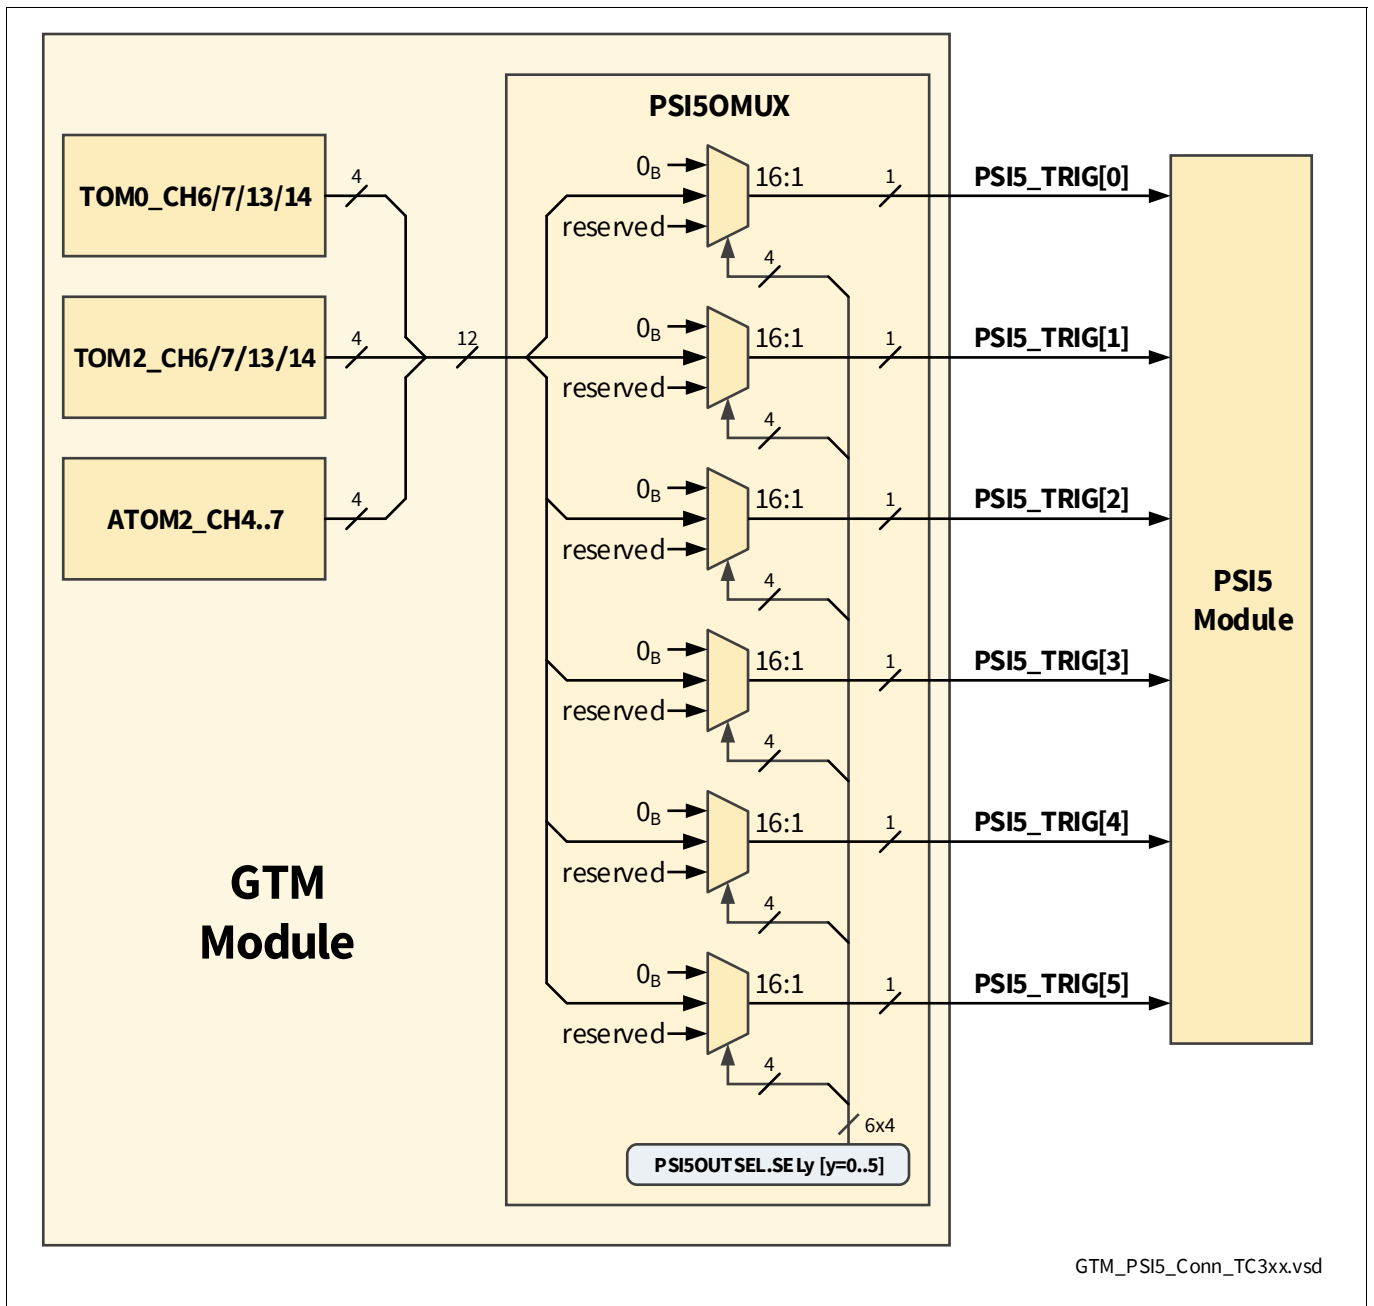 PSI5OMUX
TOM0_CH6/7/13/14
4
TOM2_CH6/7/13/14
4
ATOM2_CH4..7
4
12
0B
16:1
reserved
4
1
PSI5_TRIG[0]
0B
16:1
reserved
4
1
PSI5_TRIG[1]
0B
16:1
reserved
4
1
PSI5_TRIG[2]
0B
16:1
reserved
4
1
PSI5_TRIG[3]
0B
16:1
reserved
4
1
PSI5_TRIG[4]
0B
16:1
reserved
4
1
PSI5_TRIG[5]
6x4
PSI5OUTSEL.SELy [y=0..5]
PSI5
Module
GTM
Module
GTM_PSI5_Conn_TC3xx.vsd